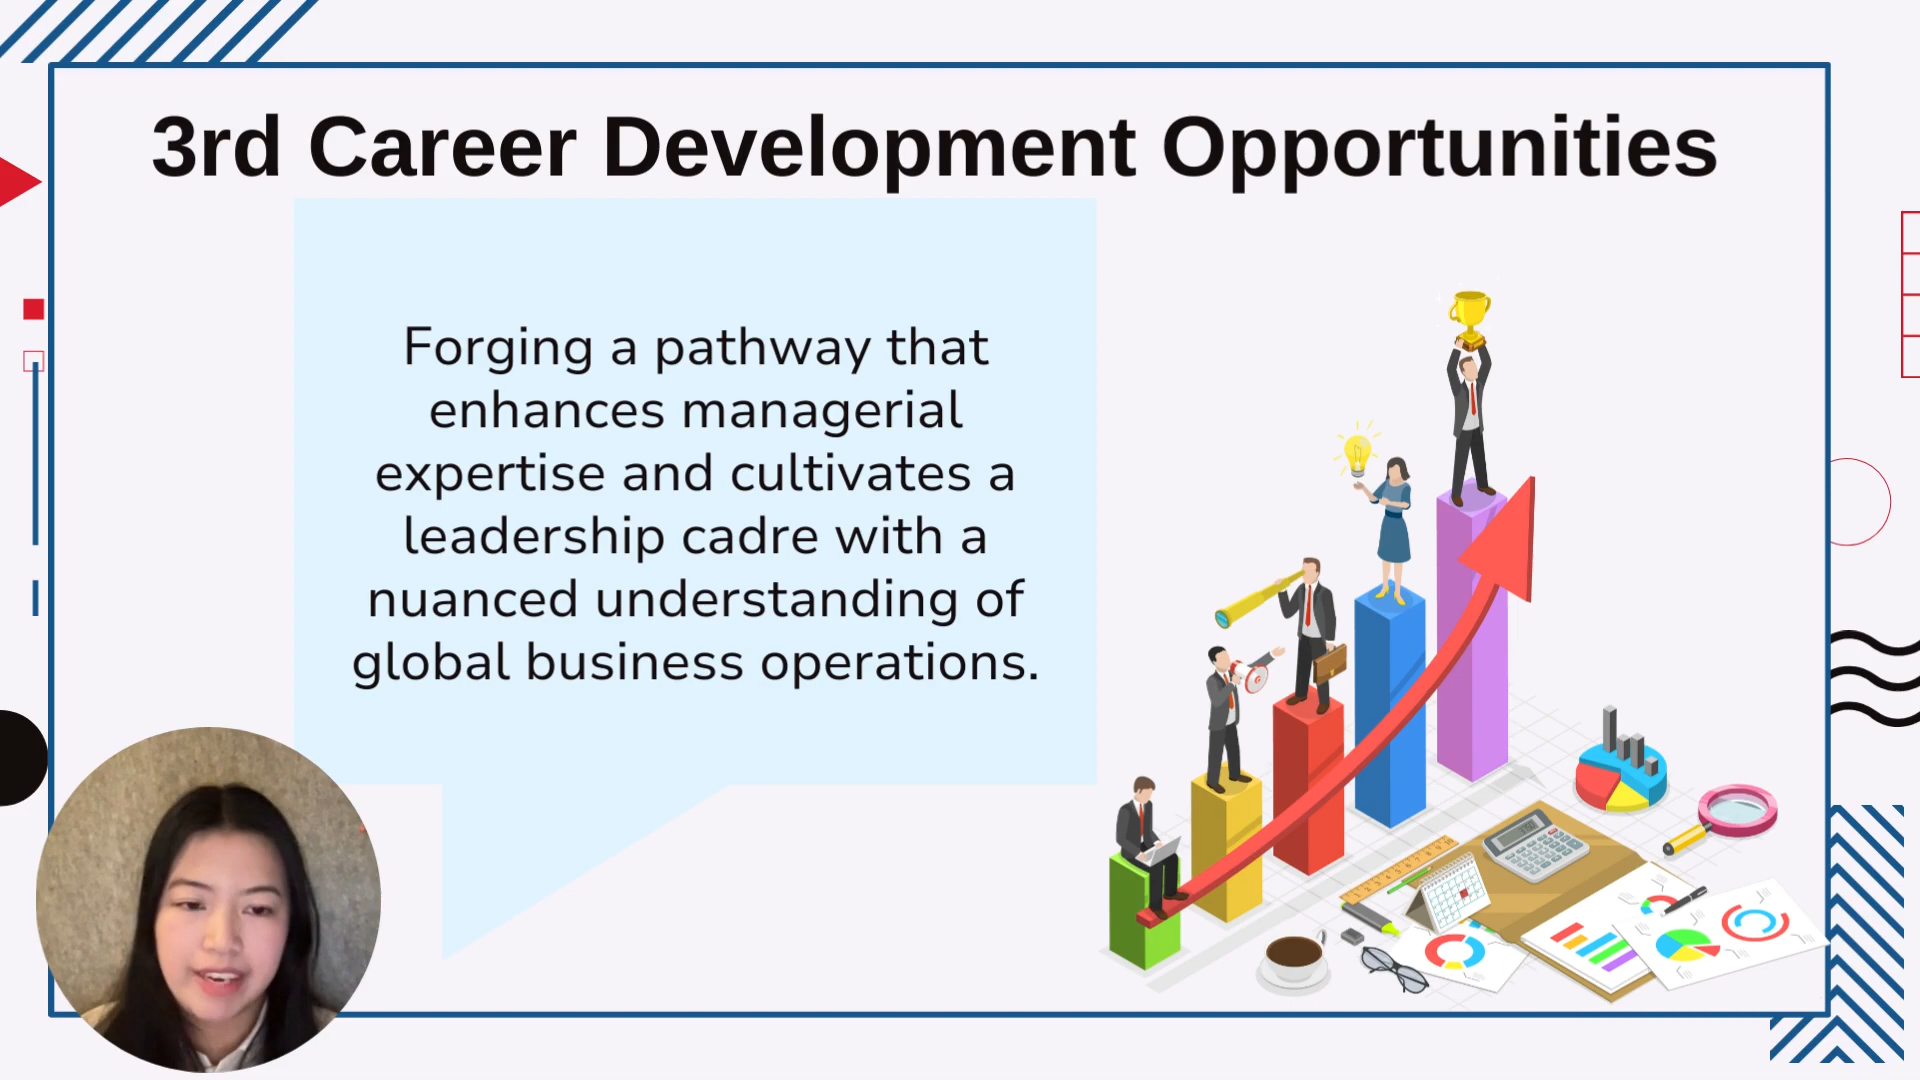 3rd Career Development Opportunities
Forging a pathway that
enhances managerial
expertise and cultivates a
leadership cadre with a
nuanced understanding of
global business operations.